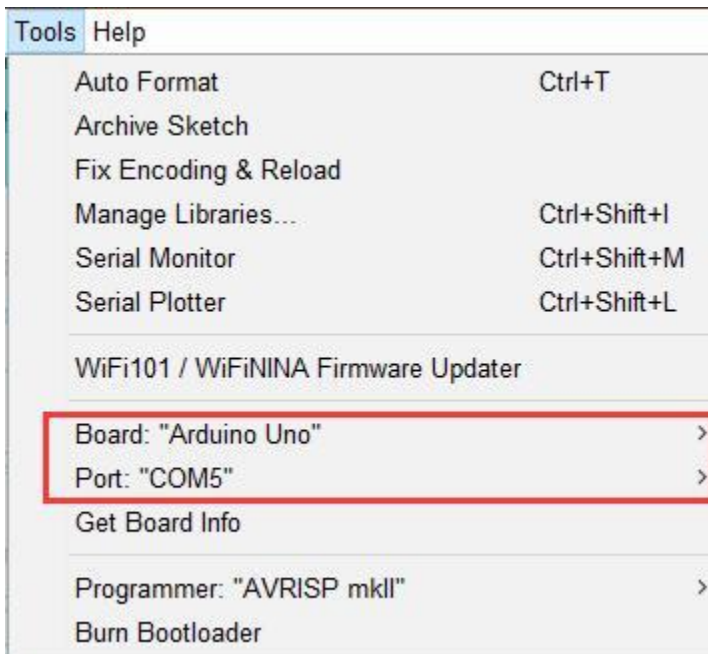 Tools Help
Auto Format Ctrl+T
Archive Sketch
Fix Encoding & Reload
Manage Libraries... Ctrl+Shift+I
Serial Monitor Ctrl+Shift+M
Serial Plotter Ctrl+Shift+L
WiFi101 / WiFiNINA Firmware Updater
Board: "Arduino Uno"
Port: "COM5"
Get Board Info
Programmer: "AVRISP mkII"
Burn Bootloader